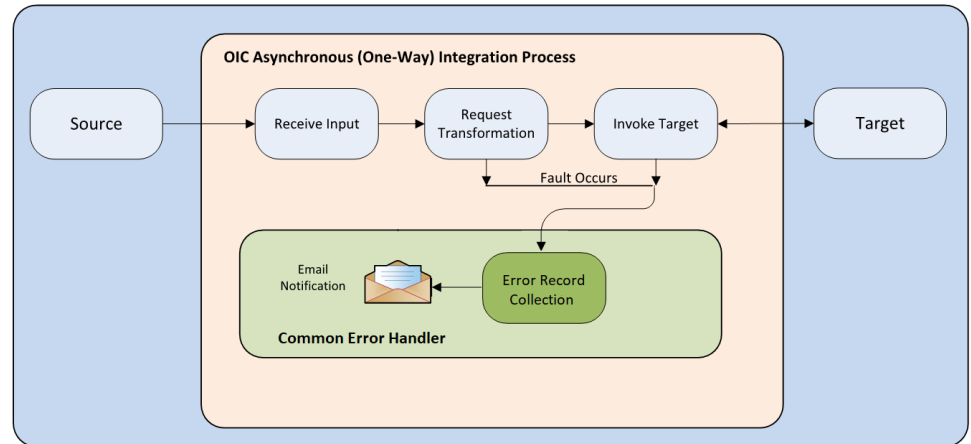 OIC Asynchronous (One-Way) Integration Process
Source
Receive Input
Request
Transformation
Invoke Target
Target
Fault Occurs
Email
Notification
Error Record
Collection
Common Error Handler